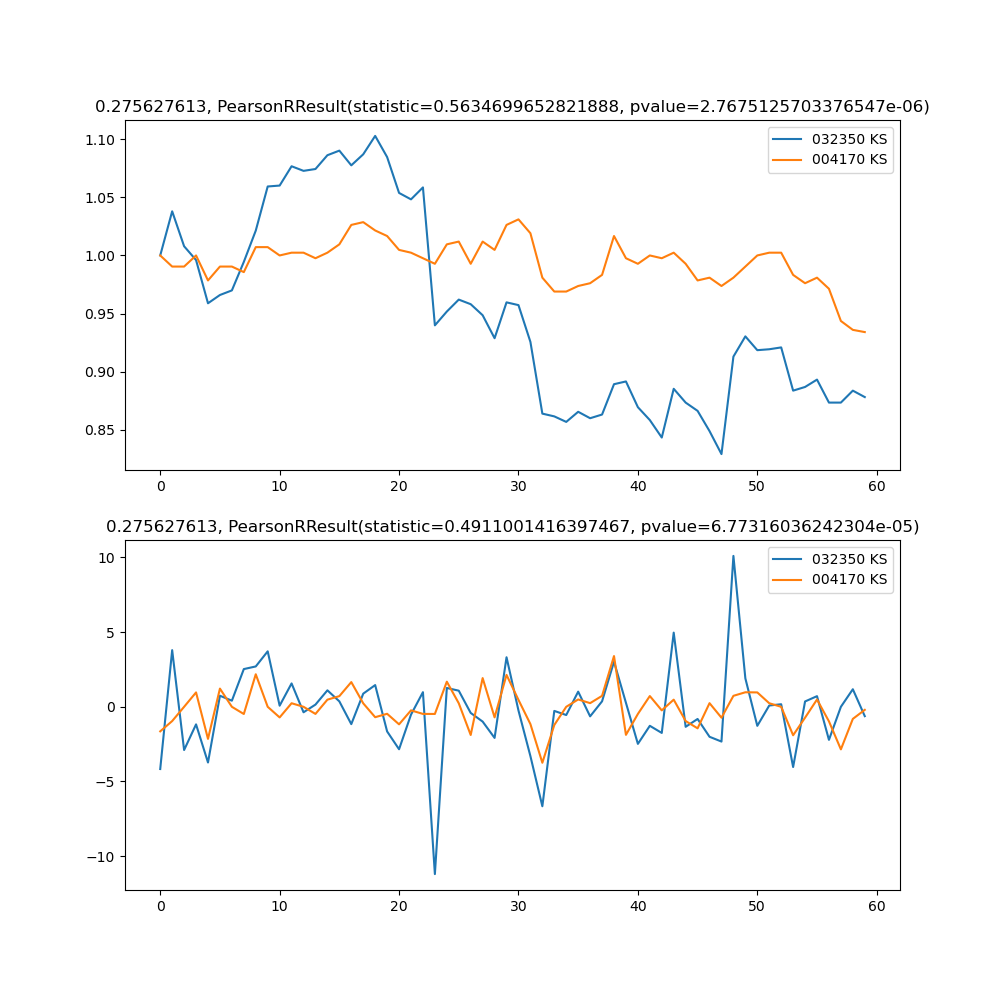 0.275627613, PearsonRResult(statistic=0.5634699652821888, pvalue=2.7675125703376547e-06)
032350 KS
004170 KS
1.10
1.05
1.00
0.95
0.90
0.85
0 10 20 30 40 50 60
0.275627613, PearsonRResult(statistic=0.4911001416397467, pvalue=6.77316036242304e-05)
032350 KS
004170 KS
10
5
0
−5
−10
0 10 20 30 40 50 60